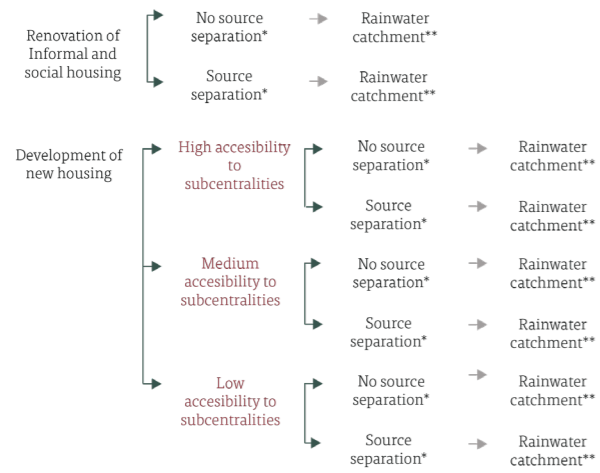 Renovation of
Informal and
social housing
No source
separation*
Rainwater
catchment**
Source
separation*
Rainwater
catchment**
Development of
new housing
High accesibility
to
subcentralities
No source
separation*
Rainwater
catchment**
Source
separation*
Rainwater
catchment**
Medium
accesibility to
subcentralities
No source
separation*
Rainwater
catchment**
Source
separation*
Rainwater
catchment**
Low
accesibility to
subcentralities
No source
separation*
Rainwater
catchment**
Source
separation*
Rainwater
catchment**